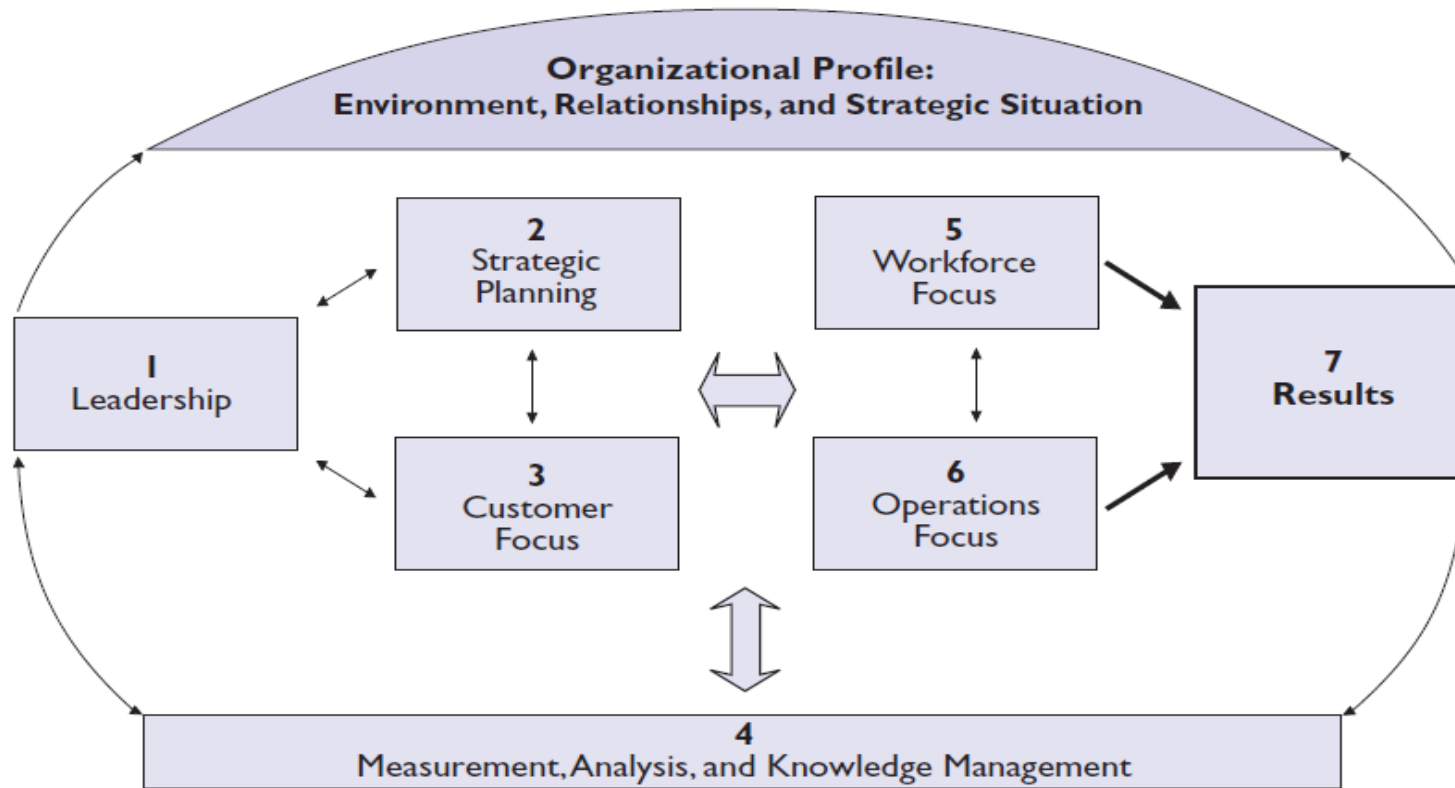 Organizational Profile:
Environment, Relationships, and Strategic Situation
1
Leadership
2
Strategic
Planning
3
Customer
Focus
5
Workforce
Focus
6
Operations
Focus
7
Results
4
Measurement, Analysis, and Knowledge Management